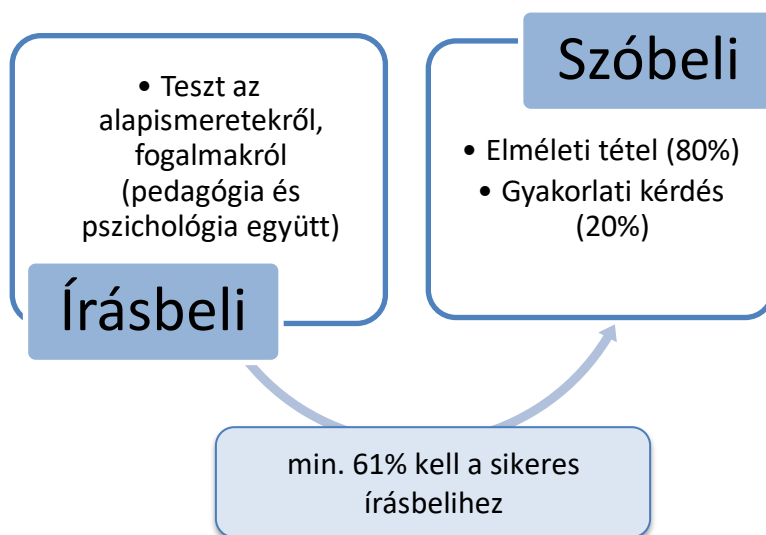 • Teszt az
alapismeretekről,
fogalmakról
(pedagógia és
pszichológia együtt)
Írásbeli
Szóbeli
• Elméleti tétel (80%)
• Gyakorlati kérdés
(20%)
min. 61% kell a sikeres
írásbelihez